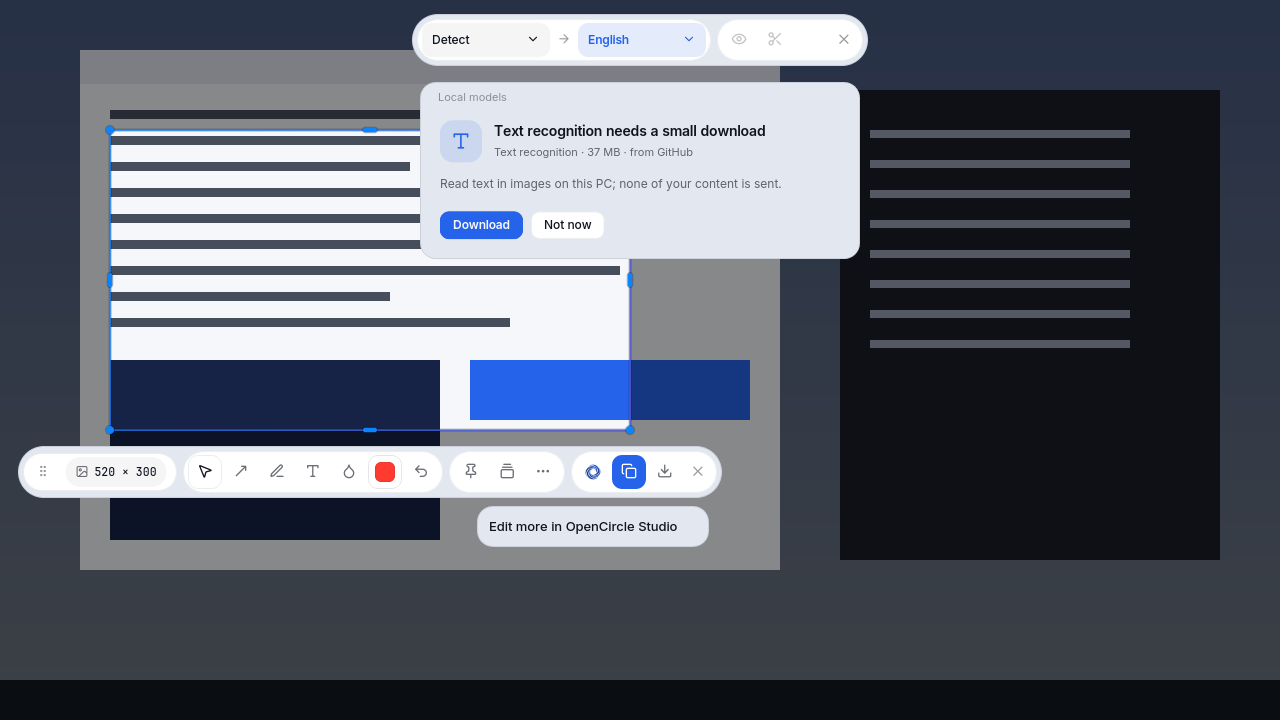 Detect
English
Local models
Text recognition needs a small download
Text recognition · 37 MB · from GitHub
Read text in images on this PC; none of your content is sent.
Download
Not now
520 × 300
Edit more in OpenCircle Studio